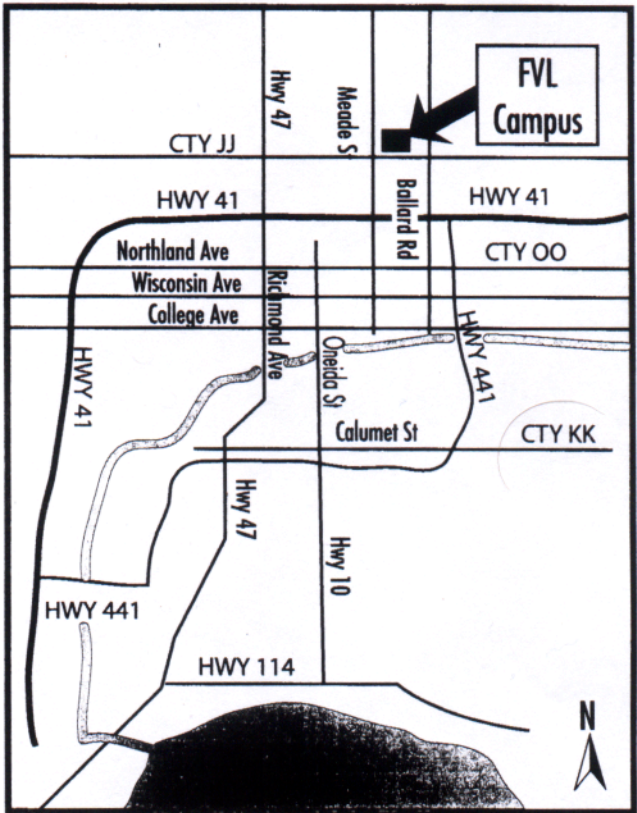 FVL
Campus
Hwy 47
Meade St
CTY JJ
Ballard Rd
HWY 41
HWY 41
Northland Ave
CTY OO
Wisconsin Ave
College Ave
Richmond Ave
Oneida St
HWY 441
HWY 41
Calumet St
CTY KK
Hwy 47
Hwy 10
HWY 441
HWY 114
N